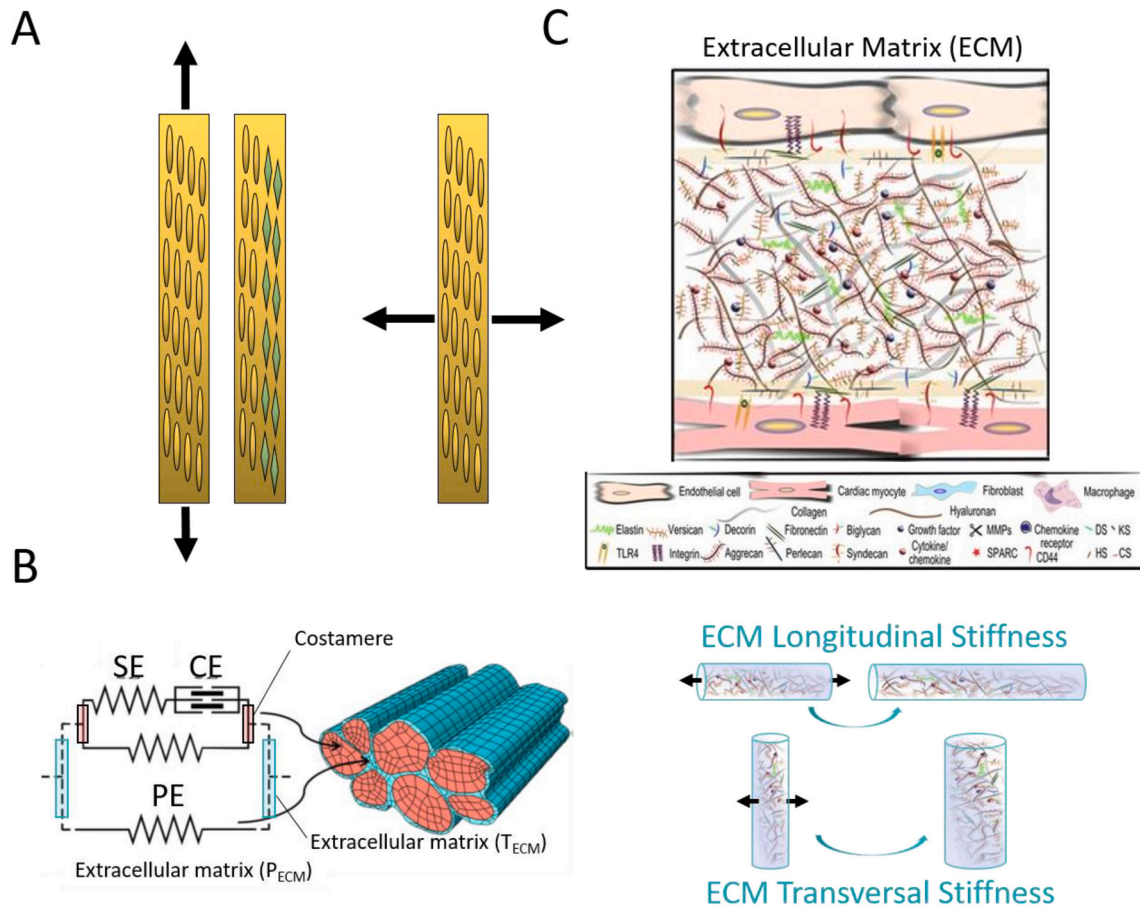 A
C
Extracellular Matrix (ECM)
Endothelial cell
Cardiac myocyte
Fibroblast
Macrophage
Collagen
Hyaluronan
Elastin
Versican
Decorin
Fibronectin
Biglycan
Growth factor
MMPs
Chemokine
receptor
DS
KS
TLR4
Integrin
Aggrecan
Perlecan
Syndecan
Cytokine/
chemokine
SPARC
CD44
HS
CS
B
Costamere
SE
CE
PE
Extracellular matrix (T_ECM)
Extracellular matrix (P_ECM)
ECM Longitudinal Stiffness
ECM Transversal Stiffness